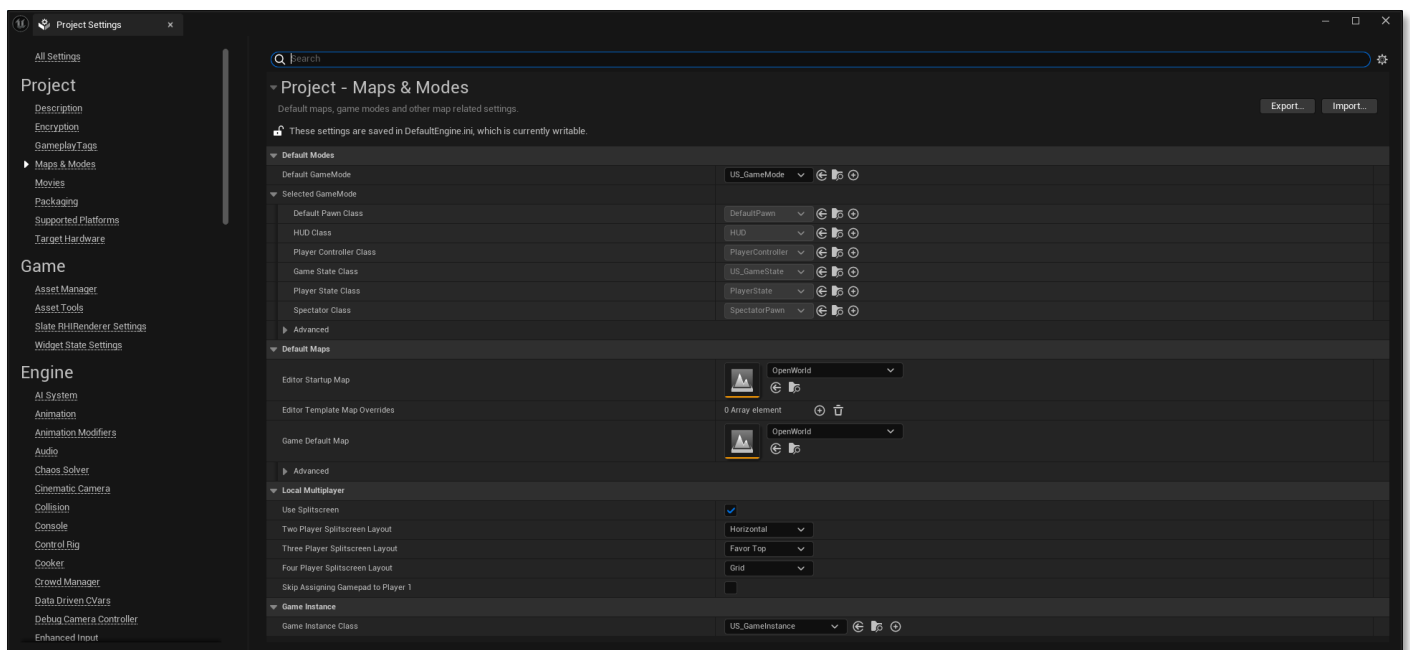 Project Settings
All Settings
Project
Description
Encryption
GameplayTags
Maps & Modes
Movies
Packaging
Supported Platforms
Target Hardware
Game
Asset Manager
Asset Tools
Slate RHIRenderer Settings
Widget State Settings
Engine
AI System
Animation
Animation Modifiers
Audio
Chaos Solver
Cinematic Camera
Collision
Console
Control Rig
Cooker
Crowd Manager
Data Driven CVars
Debug Camera Controller
Enhanced Input
Search
Project - Maps & Modes
Default maps, game modes and other map related settings.
Export... Import...
These settings are saved in DefaultEngine.ini, which is currently writable.
Default Modes
Default GameMode US_GameMode
Selected GameMode
Default Pawn Class DefaultPawn
HUD Class HUD
Player Controller Class PlayerController
Game State Class US_GameState
Player State Class PlayerState
Spectator Class SpectatorPawn
Advanced
Default Maps
Editor Startup Map OpenWorld
Editor Template Map Overrides 0 Array element
Game Default Map OpenWorld
Advanced
Local Multiplayer
Use Splitscreen
Two Player Splitscreen Layout Horizontal
Three Player Splitscreen Layout Favor Top
Four Player Splitscreen Layout Grid
Skip Assigning Gamepad to Player 1
Game Instance
Game Instance Class US_GameInstance